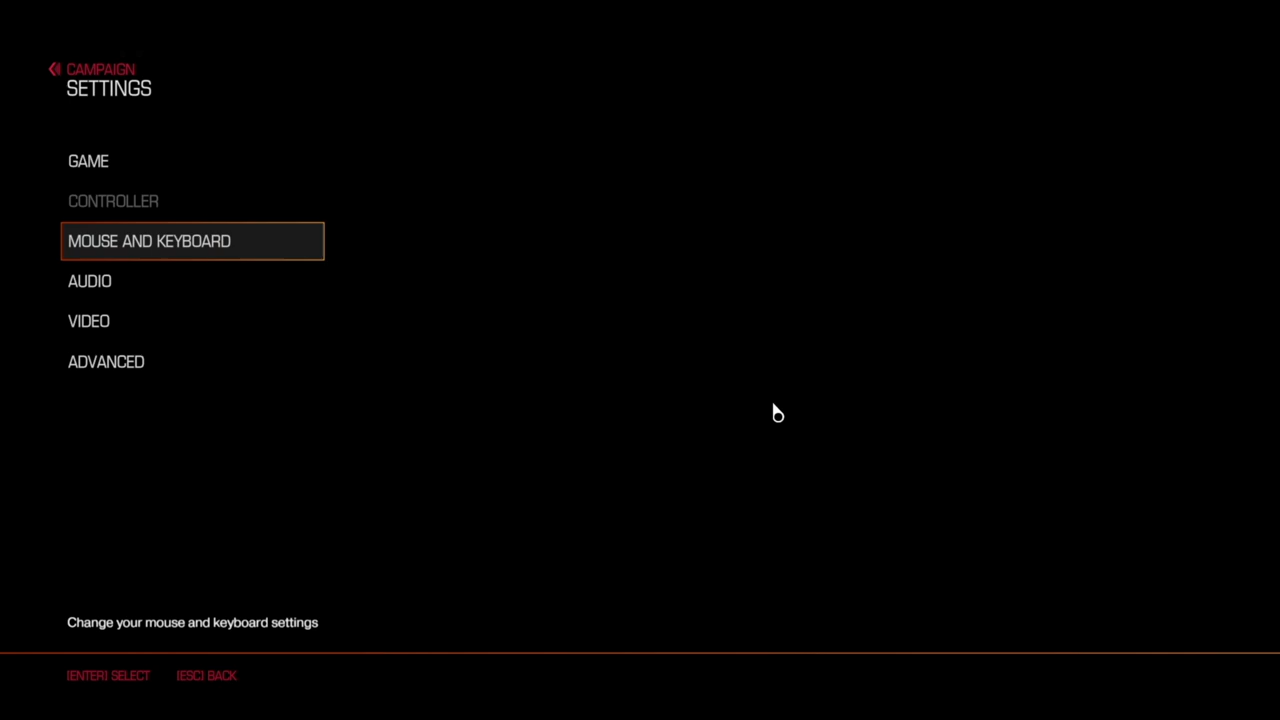 CAMPAIGN
SETTINGS
GAME
CONTROLLER
MOUSE AND KEYBOARD
AUDIO
VIDEO
ADVANCED
Change your mouse and keyboard settings
[ENTER] SELECT [ESC] BACK